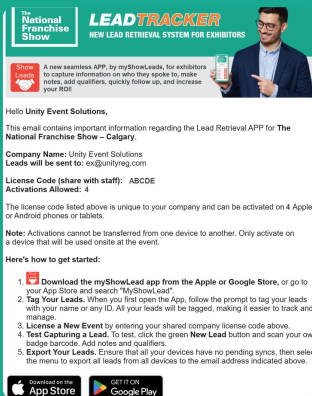 The
National
Franchise
Show
LEADTRACKER
NEW LEAD RETRIEVAL SYSTEM FOR EXHIBITORS
Show
Leads
A new seamless APP, by myShowLeads, for exhibitors
to capture information on who they spoke to, make
notes, add qualifiers, quickly follow up, and increase
your ROI!
Hello Unity Event Solutions,
This email contains important information regarding the Lead Retrieval APP for The
National Franchise Show – Calgary.
Company Name: Unity Event Solutions
Leads will be sent to: ex@unityreg.com
License Code (share with staff): ABCDE
Activations Allowed: 4
The license code listed above is unique to your company and can be activated on 4 Apple
or Android phones or tablets.
Note: Activations cannot be transferred from one device to another. Only activate on
a device that will be used onsite at the event.
Here's how to get started:
1. Download the myShowLead app from the Apple or Google Store, or go to
your App Store and search "MyShowLead".
2. Tag Your Leads. When you first open the App, follow the prompt to tag your leads
with your name or any ID. All your leads will be tagged, making it easier to track and
manage.
3. License a New Event by entering your shared company license code above.
4. Test Capturing a Lead. To test, click the green New Lead button and scan your own
badge barcode. Add notes and qualifiers.
5. Export Your Leads. Ensure that all your devices have no pending syncs, then select
the menu to export all leads from all devices to the email address indicated above.
Download on the
App Store
GET IT ON
Google Play